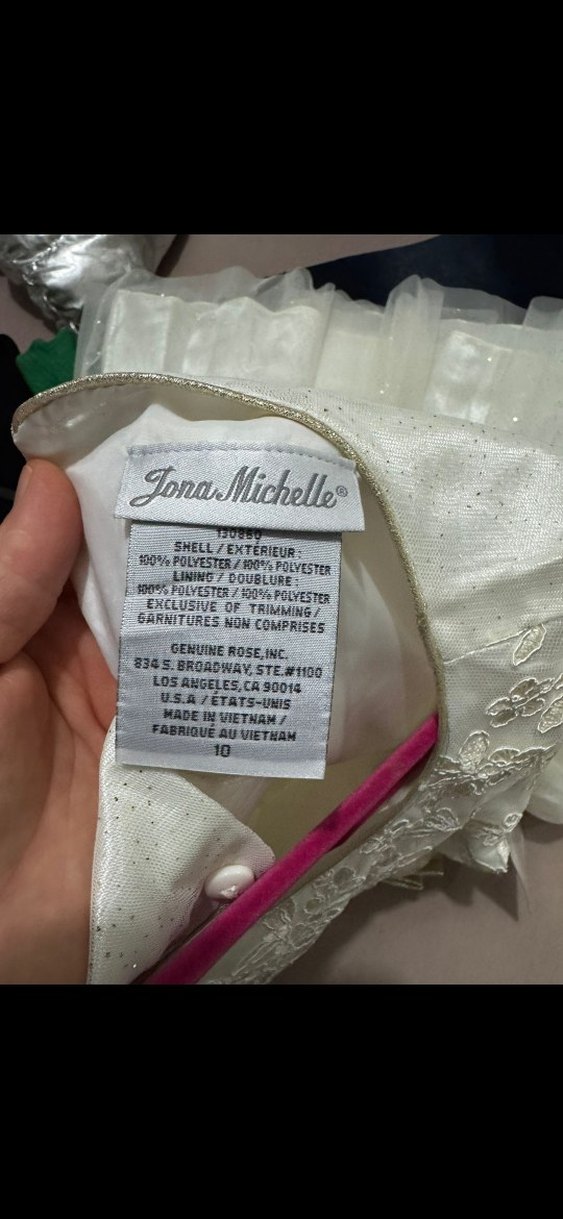 Jona Michelle®
130860
SHELL / EXTÉRIEUR :
100% POLYESTER / 100% POLYESTER
LINING / DOUBLURE :
100% POLYESTER / 100% POLYESTER
EXCLUSIVE OF TRIMMING /
GARNITURES NON COMPRISES
GENUINE ROSE,INC.
834 S. BROADWAY, STE.#1100
LOS ANGELES, CA 90014
U.S.A / ÉTATS-UNIS
MADE IN VIETNAM /
FABRIQUÉ AU VIETNAM
10